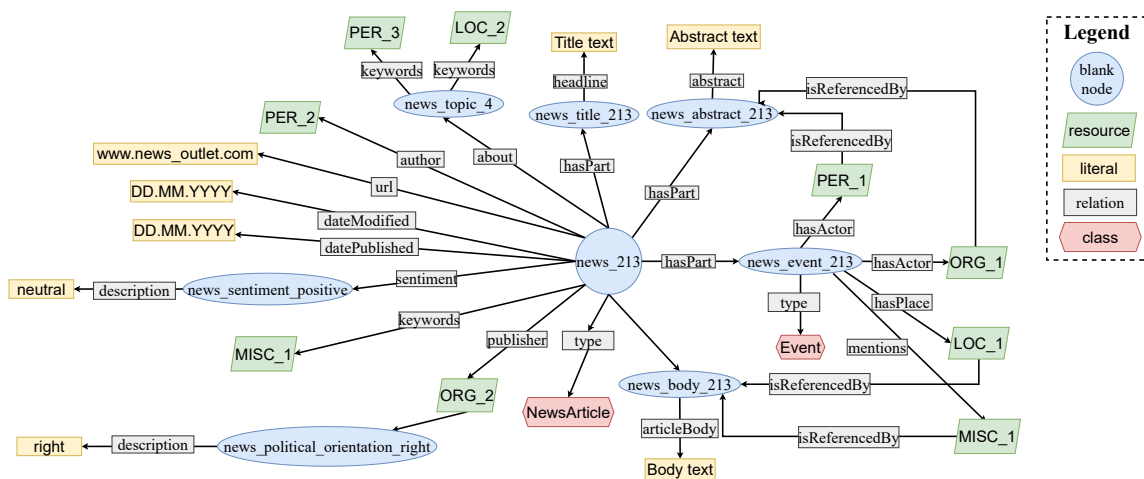 PER_3
LOC_2
Title text
Abstract text
Legend
keywords
keywords
headline
abstract
isReferencedBy
blank
node
news_topic_4
news_title_213
news_abstract_213
PER_2
resource
isReferencedBy
www.news_outlet.com
author
about
hasPart
literal
url
hasPart
PER_1
DD.MM.YYYY
relation
dateModified
hasActor
DD.MM.YYYY
datePublished
class
news_213
hasPart
news_event_213
hasActor
ORG_1
sentiment
neutral
description
news_sentiment_positive
type
hasPlace
keywords
publisher
type
Event
mentions
LOC_1
MISC_1
ORG_2
news_body_213
isReferencedBy
NewsArticle
articleBody
isReferencedBy
MISC_1
right
description
news_political_orientation_right
Body text